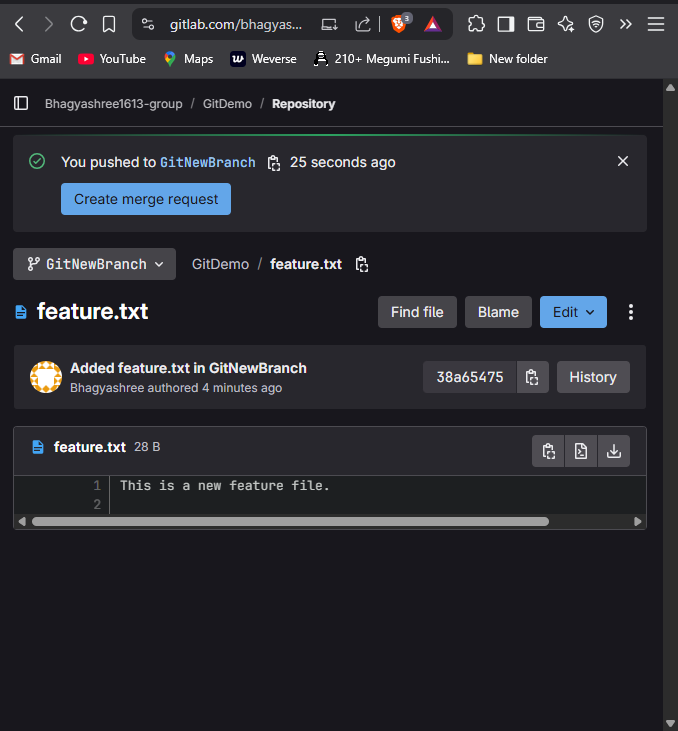 gitlab.com/bhagyas...
3
Gmail
YouTube
Maps
w
Weverse
210+ Megumi Fushi...
New folder
Bhagyashree1613-group / GitDemo / Repository
You pushed to GitNewBranch 25 seconds ago
Create merge request
GitNewBranch
GitDemo / feature.txt
feature.txt
Find file
Blame
Edit
Added feature.txt in GitNewBranch
Bhagyashree authored 4 minutes ago
38a65475
History
feature.txt 28 B
1 This is a new feature file.
2